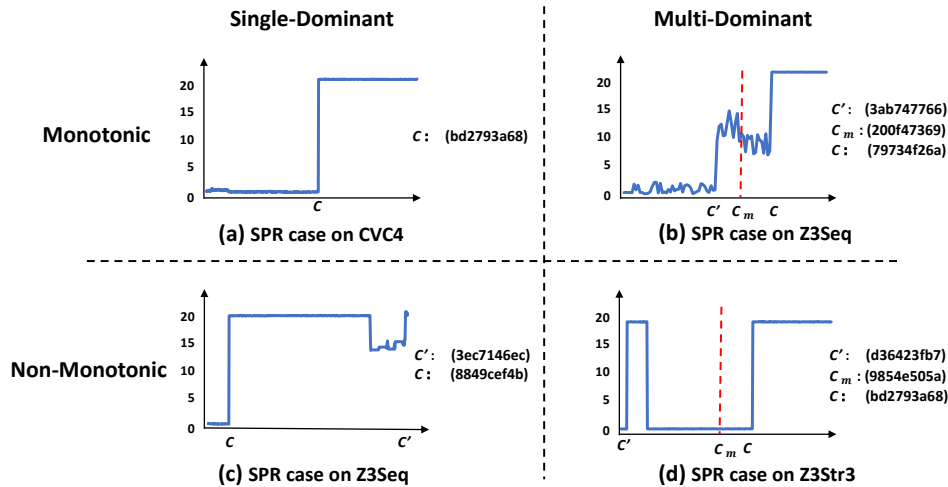 Single-Dominant
Multi-Dominant
Monotonic
Non-Monotonic
20
15
10
5
0
C
C: (bd2793a68)
(a) SPR case on CVC4
20
15
10
5
0
C′ C_m C
C′: (3ab747766)
C_m: (200f47369)
C: (79734f26a)
(b) SPR case on Z3Seq
20
15
10
5
0
C C′
C′: (3ec7146ec)
C: (8849cef4b)
(c) SPR case on Z3Seq
20
15
10
5
0
C′ C_m C
C′: (d36423fb7)
C_m: (9854e505a)
C: (bd2793a68)
(d) SPR case on Z3Str3